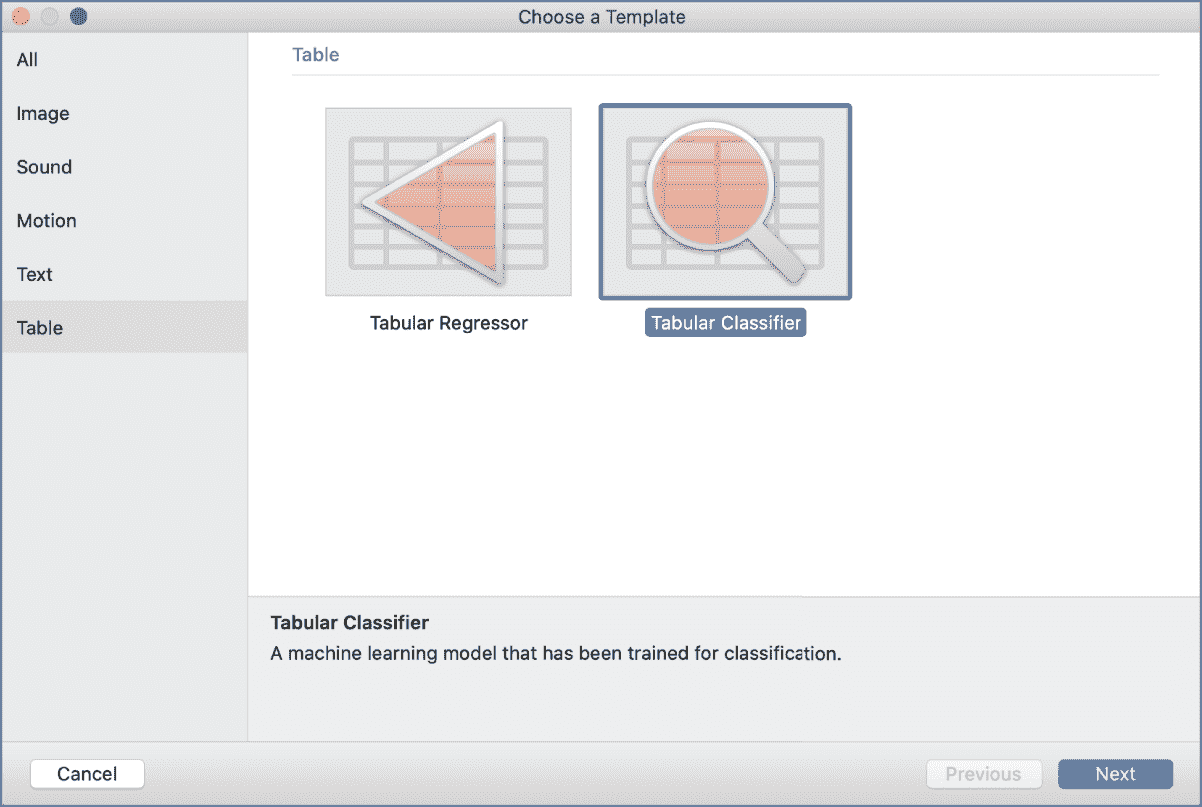 Choose a Template
All
Image
Sound
Motion
Text
Table
Table
Tabular Regressor
Tabular Classifier
Tabular Classifier
A machine learning model that has been trained for classification.
Cancel
Previous
Next